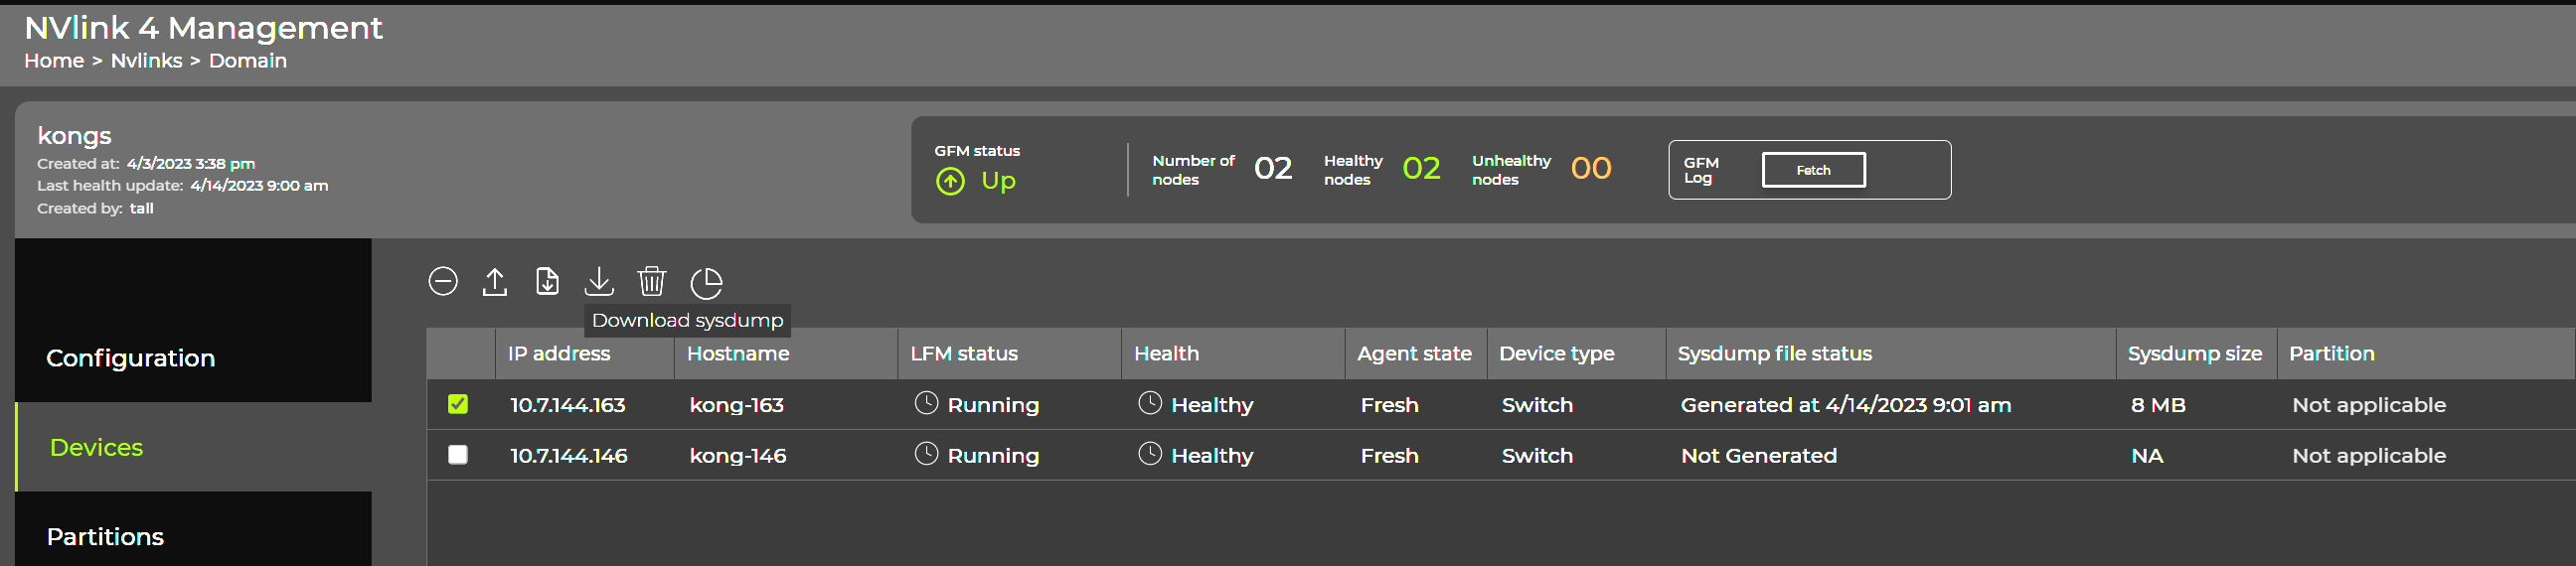 NVlink 4 Management
Home > Nvlinks > Domain
kongs
Created at: 4/3/2023 3:38 pm
Last health update: 4/14/2023 9:00 am
Created by: tall
GFM status
Up
Number of nodes 02
Healthy nodes 02
Unhealthy nodes 00
GFM Log
Fetch
Configuration
Devices
Partitions
Download sysdump
IP address Hostname LFM status Health Agent state Device type Sysdump file status Sysdump size Partition
10.7.144.163 kong-163 Running Healthy Fresh Switch Generated at 4/14/2023 9:01 am 8 MB Not applicable
10.7.144.146 kong-146 Running Healthy Fresh Switch Not Generated NA Not applicable